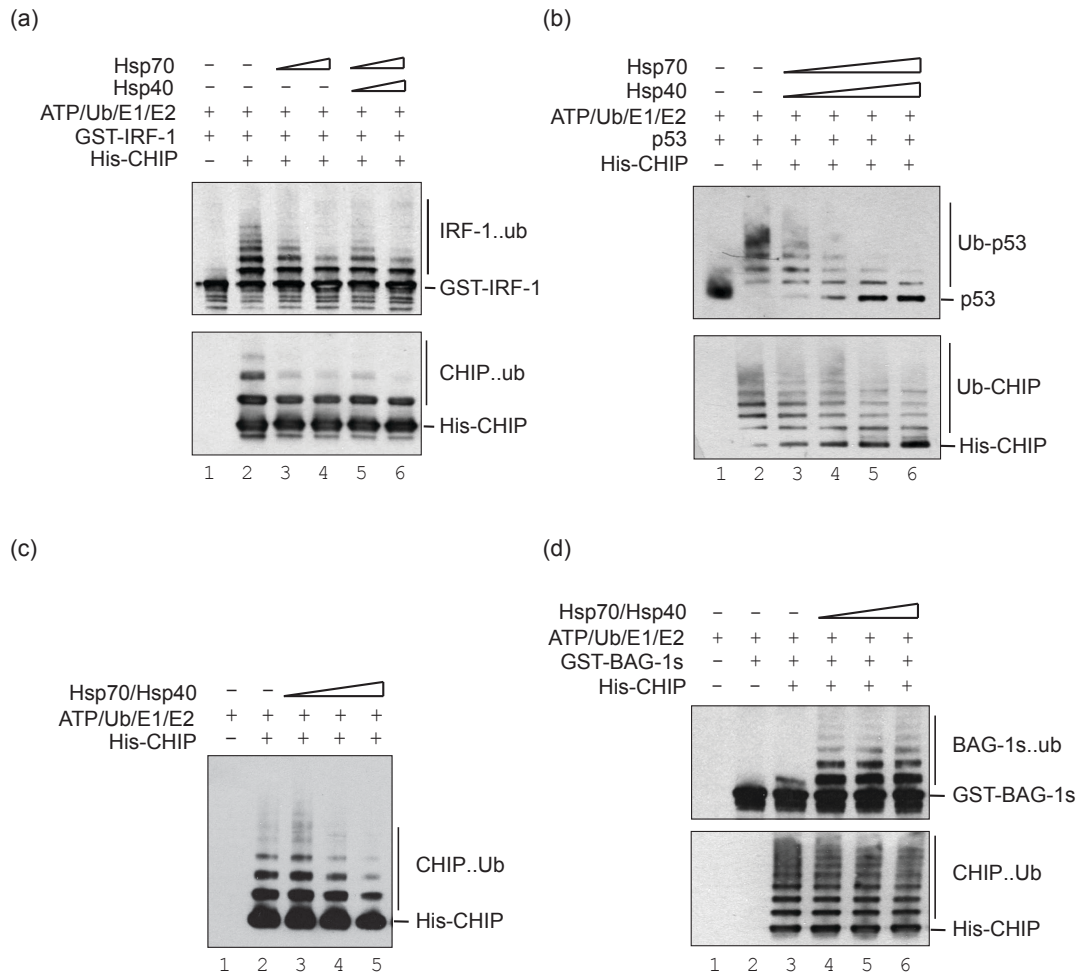 (a)
Hsp70 – –
Hsp40 – –
ATP/Ub/E1/E2 + + + + + +
GST-IRF-1 + + + + + +
His-CHIP – + + + + +
IRF-1..ub
GST-IRF-1
CHIP..ub
His-CHIP
1 2 3 4 5 6
(b)
Hsp70 – –
Hsp40 – –
ATP/Ub/E1/E2 + + + + + +
p53 + + + + + +
His-CHIP – + + + + +
Ub-p53
p53
Ub-CHIP
His-CHIP
1 2 3 4 5 6
(c)
Hsp70/Hsp40 – –
ATP/Ub/E1/E2 + + + + +
His-CHIP – + + + +
CHIP..Ub
His-CHIP
1 2 3 4 5
(d)
Hsp70/Hsp40 – – –
ATP/Ub/E1/E2 + + + + + +
GST-BAG-1s – + + + + +
His-CHIP – – + + + +
BAG-1s..ub
GST-BAG-1s
CHIP..Ub
His-CHIP
1 2 3 4 5 6